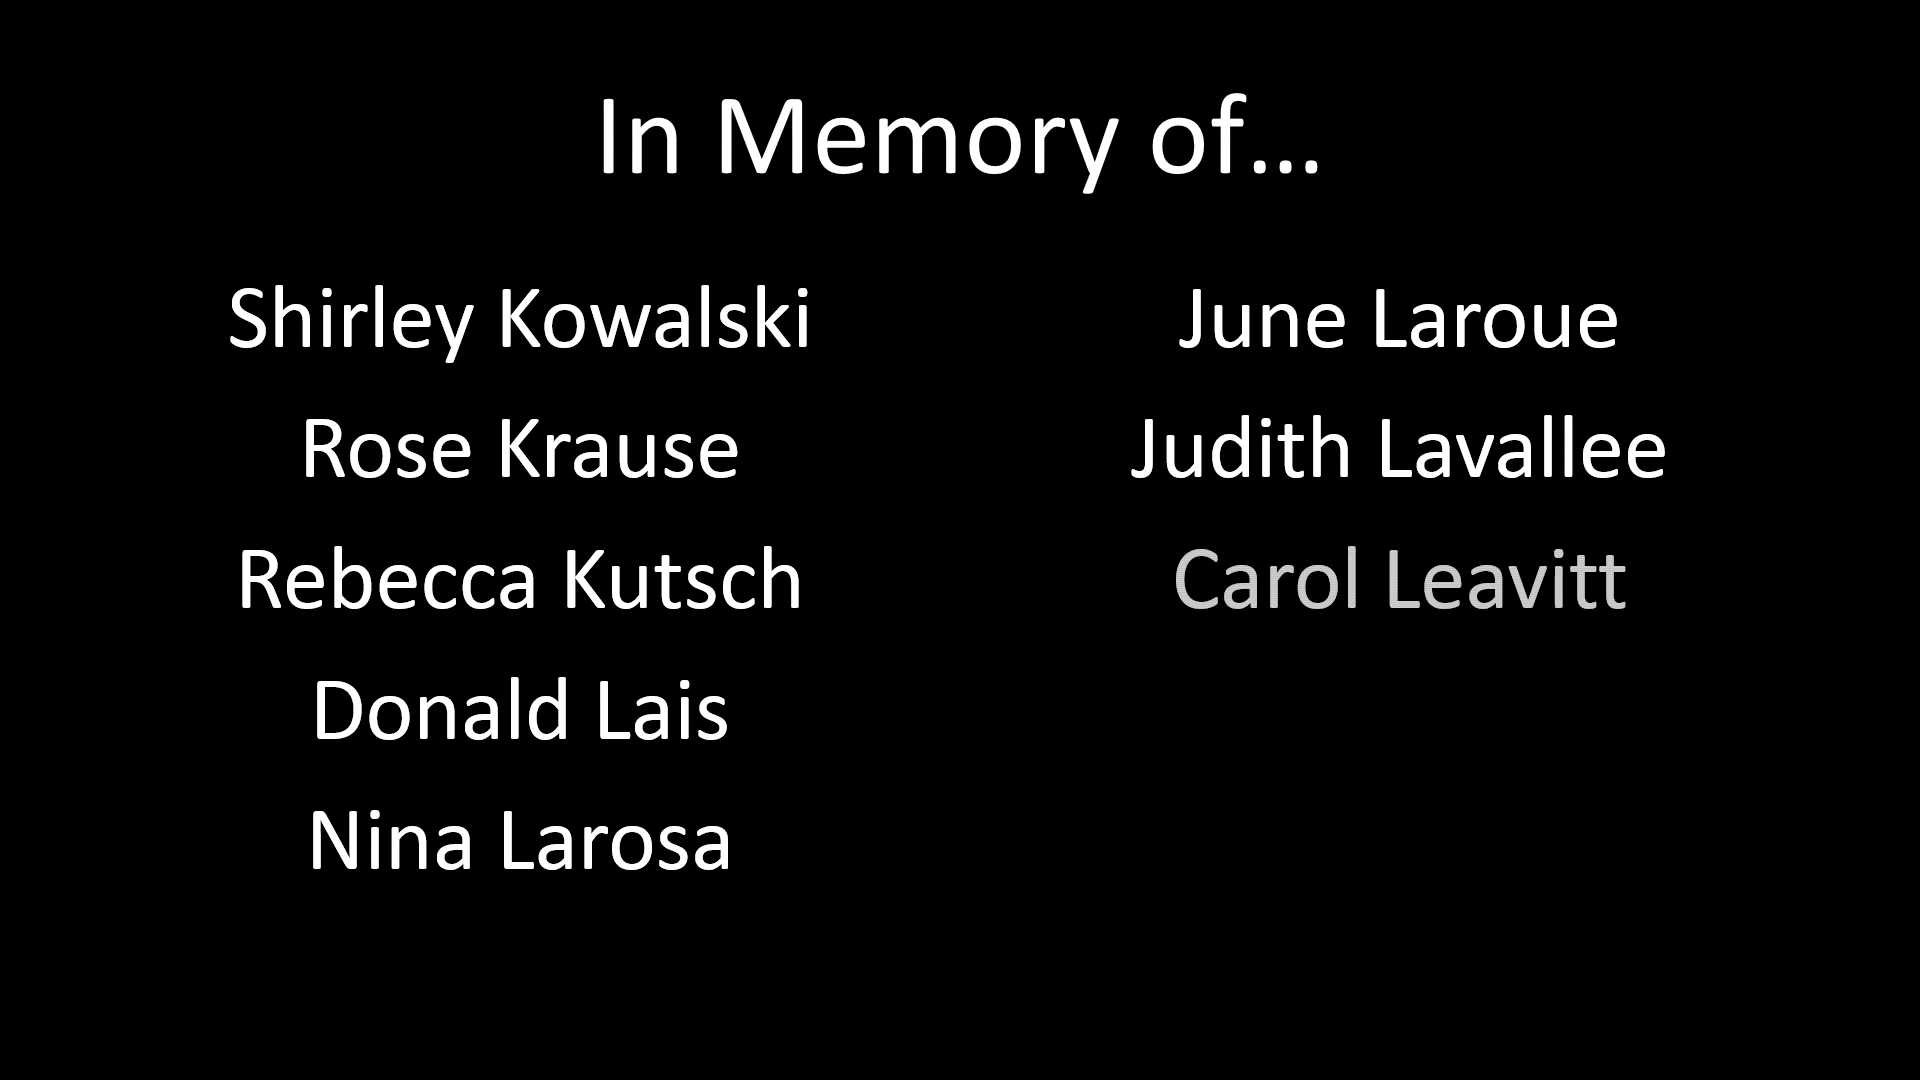 In Memory of...
Shirley Kowalski
Rose Krause
Rebecca Kutsch
Donald Lais
Nina Larosa
June Laroue
Judith Lavallee
Carol Leavitt